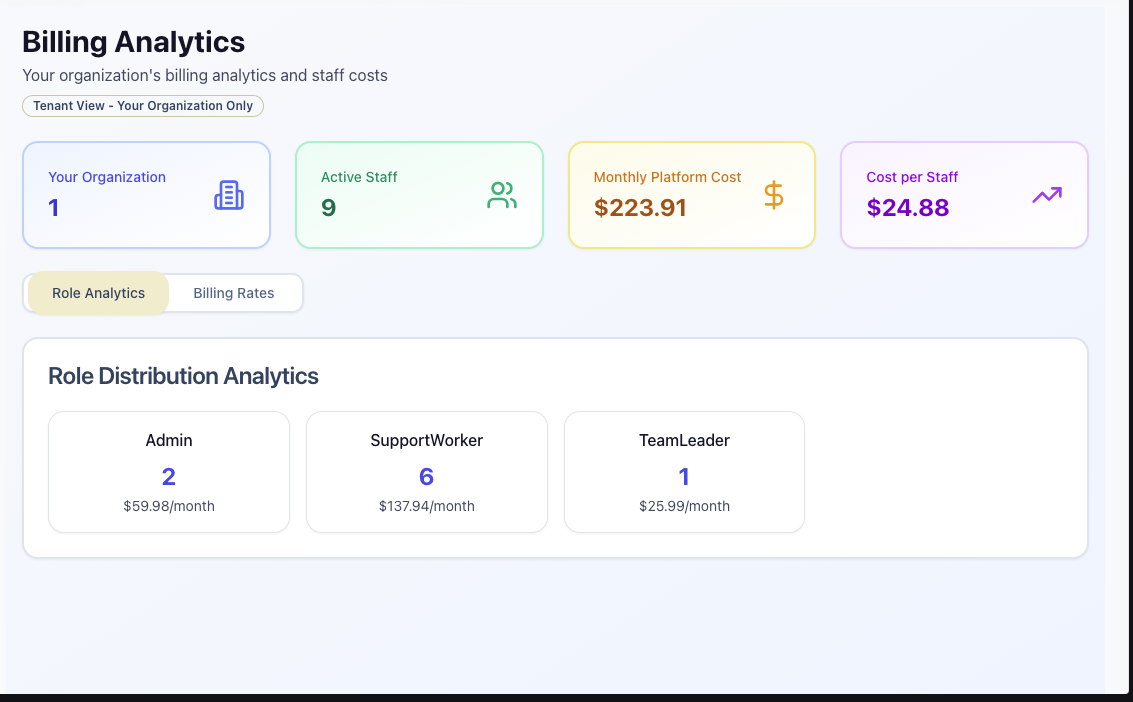 Billing Analytics
Your organization's billing analytics and staff costs
Tenant View - Your Organization Only
Your Organization
1
Active Staff
9
Monthly Platform Cost
$223.91
Cost per Staff
$24.88
Role Analytics
Billing Rates
Role Distribution Analytics
Admin
2
$59.98/month
SupportWorker
6
$137.94/month
TeamLeader
1
$25.99/month